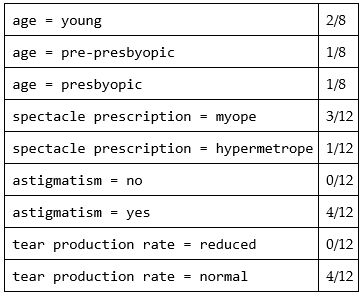 age = young 2/8
age = pre-presbyopic 1/8
age = presbyopic 1/8
spectacle prescription = myope 3/12
spectacle prescription = hypermetrope 1/12
astigmatism = no 0/12
astigmatism = yes 4/12
tear production rate = reduced 0/12
tear production rate = normal 4/12